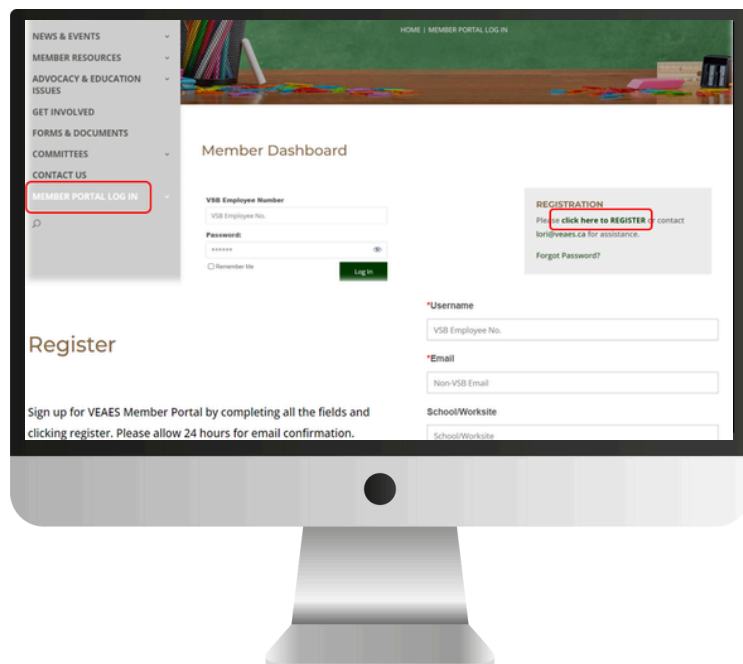 NEWS & EVENTS
MEMBER RESOURCES
ADVOCACY & EDUCATION
ISSUES
GET INVOLVED
FORMS & DOCUMENTS
COMMITTEES
CONTACT US
MEMBER PORTAL LOG IN
HOME | MEMBER PORTAL LOG IN
Member Dashboard
VSB Employee Number
VSB Employee No.
Password:
••••••
Remember Me
Log In
REGISTRATION
Please click here to REGISTER or contact
lori@veaes.ca for assistance.
Forgot Password?
Register
Sign up for VEAES Member Portal by completing all the fields and
clicking register. Please allow 24 hours for email confirmation.
*Username
VSB Employee No.
*Email
Non-VSB Email
School/Worksite
School/Worksite